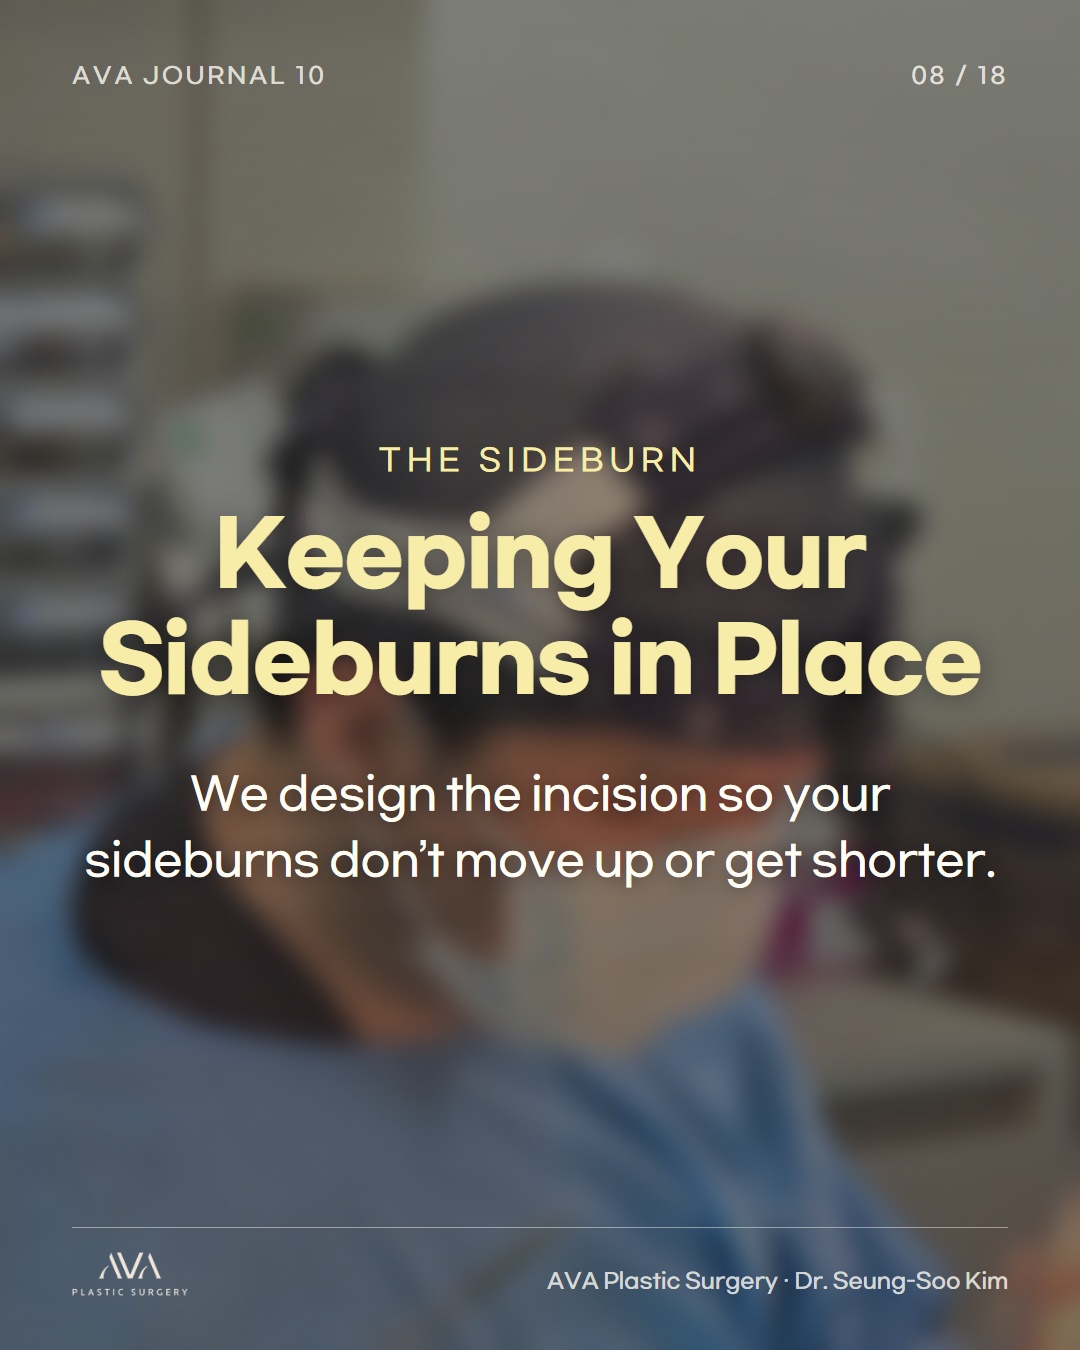 AVA JOURNAL 10
08 / 18
THE SIDEBURN
Keeping Your
Sideburns in Place
We design the incision so your
sideburns don’t move up or get shorter.
AVA
PLASTIC SURGERY
AVA Plastic Surgery · Dr. Seung-Soo Kim